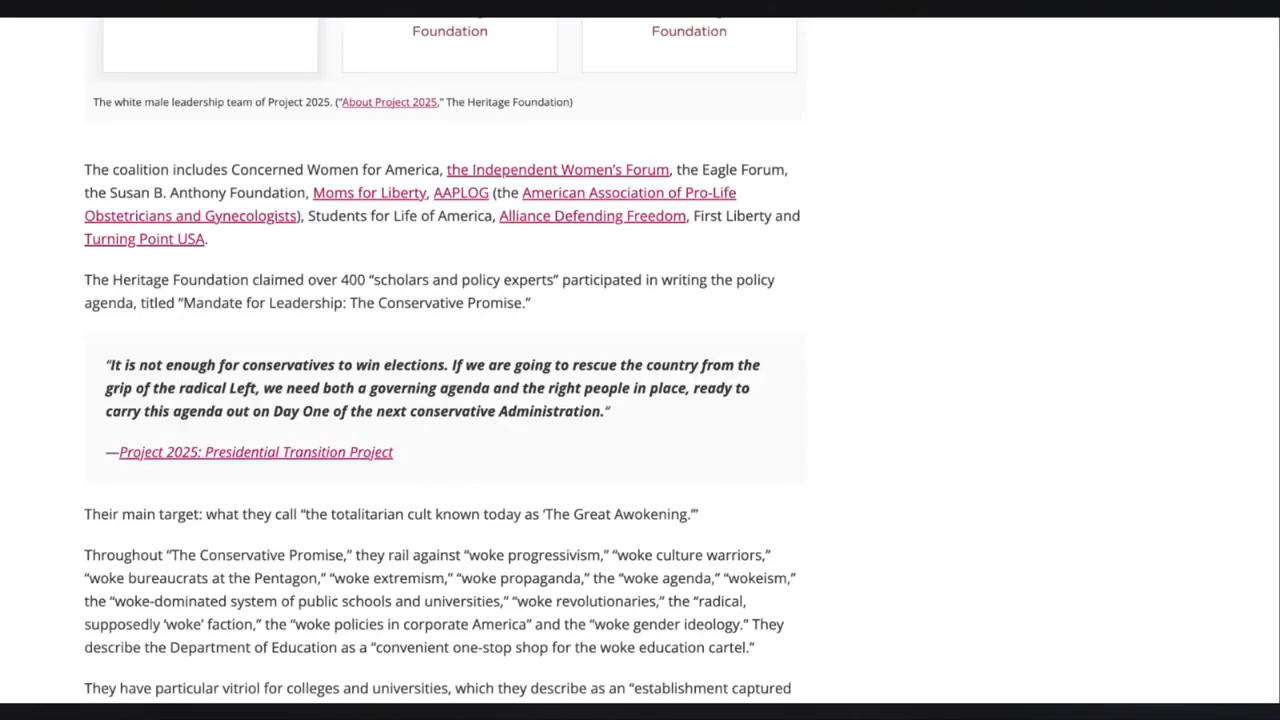 Foundation
Foundation
The white male leadership team of Project 2025. (“About Project 2025,” The Heritage Foundation)
The coalition includes Concerned Women for America, the Independent Women’s Forum, the Eagle Forum,
the Susan B. Anthony Foundation, Moms for Liberty, AAPLOG (the American Association of Pro-Life
Obstetricians and Gynecologists), Students for Life of America, Alliance Defending Freedom, First Liberty and
Turning Point USA.
The Heritage Foundation claimed over 400 “scholars and policy experts” participated in writing the policy
agenda, titled “Mandate for Leadership: The Conservative Promise.”
“It is not enough for conservatives to win elections. If we are going to rescue the country from the
grip of the radical Left, we need both a governing agenda and the right people in place, ready to
carry this agenda out on Day One of the next conservative Administration.“
—Project 2025: Presidential Transition Project
Their main target: what they call “the totalitarian cult known today as ‘The Great Awokening.’”
Throughout “The Conservative Promise,” they rail against “woke progressivism,” “woke culture warriors,”
“woke bureaucrats at the Pentagon,” “woke extremism,” “woke propaganda,” the “woke agenda,” “wokeism,”
the “woke-dominated system of public schools and universities,” “woke revolutionaries,” the “radical,
supposedly ‘woke’ faction,” the “woke policies in corporate America” and the “woke gender ideology.” They
describe the Department of Education as a “convenient one-stop shop for the woke education cartel.”
They have particular vitriol for colleges and universities, which they describe as an “establishment captured